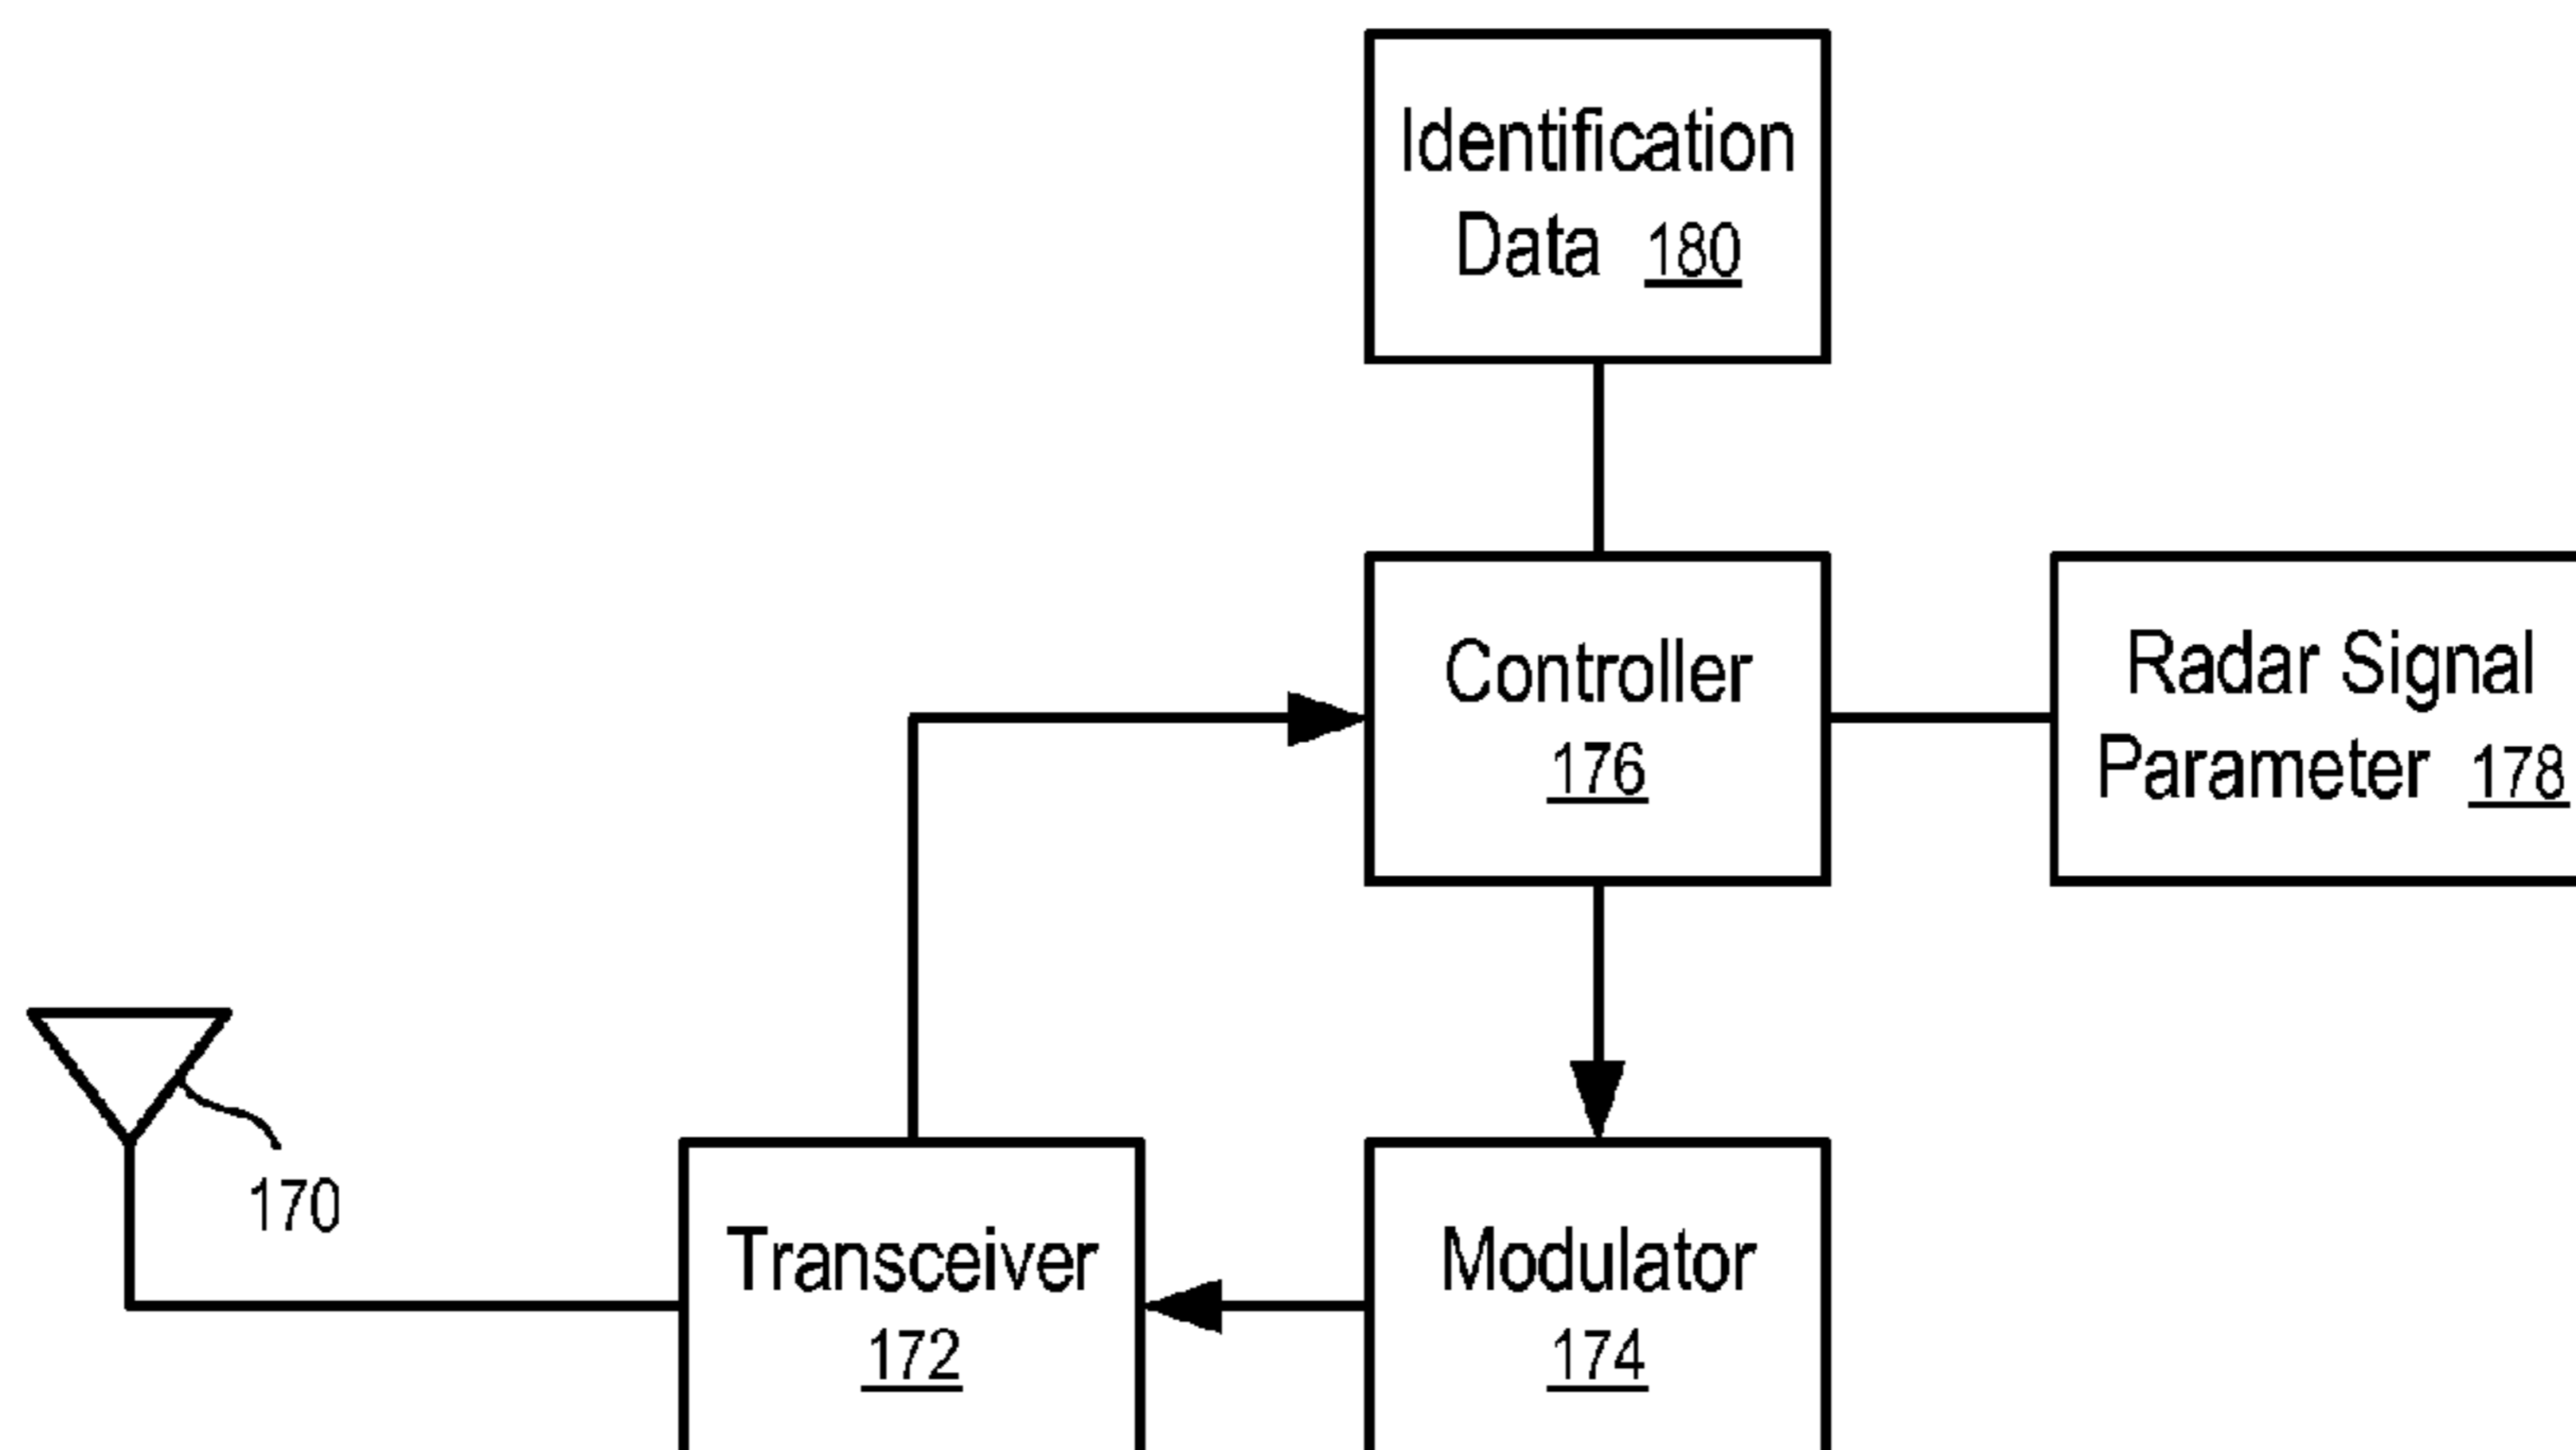 Identification
Data 180
Controller
176
Radar Signal
Parameter 178
170
Transceiver
172
Modulator
174